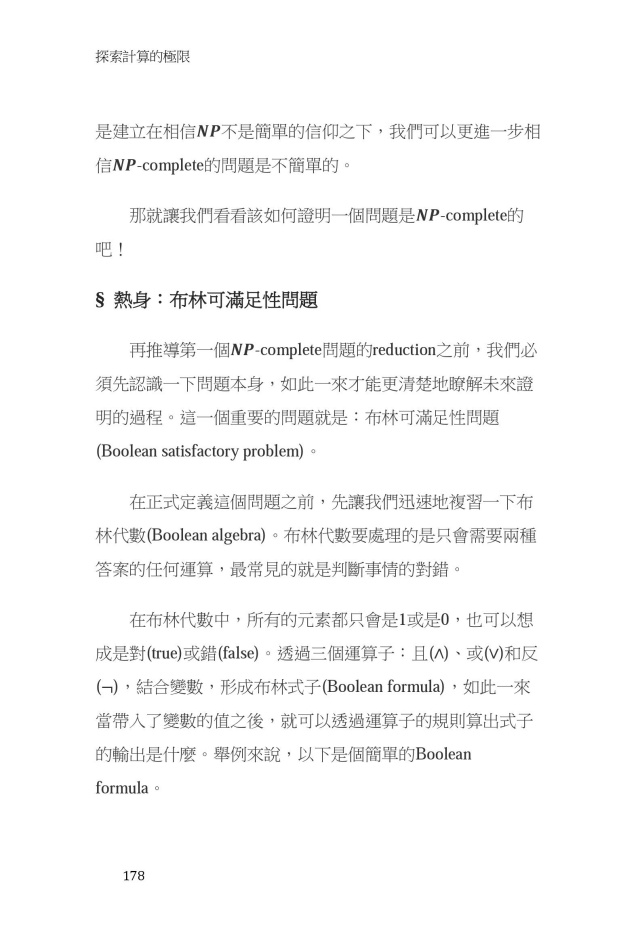 探索計算的極限
是建立在相信NP不是簡單的信仰之下，我們可以更進一步相
信NP-complete的問題是不簡單的。
那就讓我們看看該如何證明一個問題是NP-complete的
吧！
§ 熱身：布林可滿足性問題
再推導第一個NP-complete問題的reduction之前，我們必
須先認識一下問題本身，如此一來才能更清楚地瞭解未來證
明的過程。這一個重要的問題就是：布林可滿足性問題
(Boolean satisfactory problem)。
在正式定義這個問題之前，先讓我們迅速地複習一下布
林代數(Boolean algebra)。布林代數要處理的是只會需要兩種
答案的任何運算，最常見的就是判斷事情的對錯。
在布林代數中，所有的元素都只會是1或是0，也可以想
成是對(true)或錯(false)。透過三個運算子：且(∧)、或(∨)和反
(¬)，結合變數，形成布林式子(Boolean formula)，如此一來
當帶入了變數的值之後，就可以透過運算子的規則算出式子
的輸出是什麼。舉例來說，以下是個簡單的Boolean
formula。
178